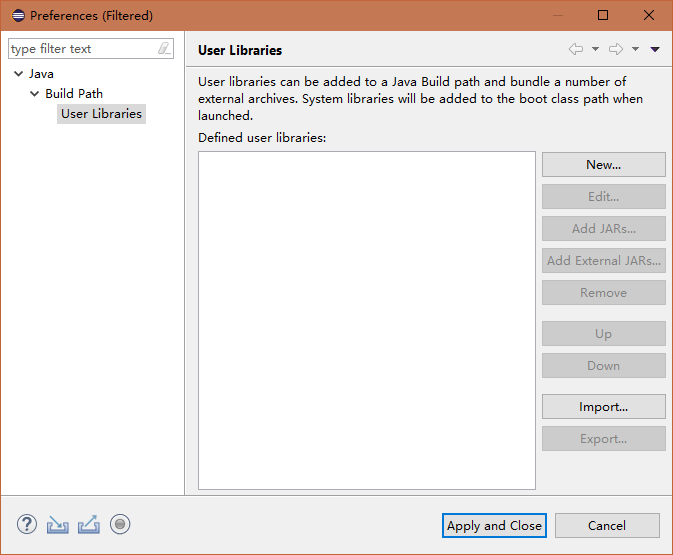 Preferences (Filtered)
type filter text
Java
Build Path
User Libraries
User Libraries
User libraries can be added to a Java Build path and bundle a number of
external archives. System libraries will be added to the boot class path when
launched.
Defined user libraries:
New...
Edit...
Add JARs...
Add External JARs...
Remove
Up
Down
Import...
Export...
?
Apply and Close
Cancel